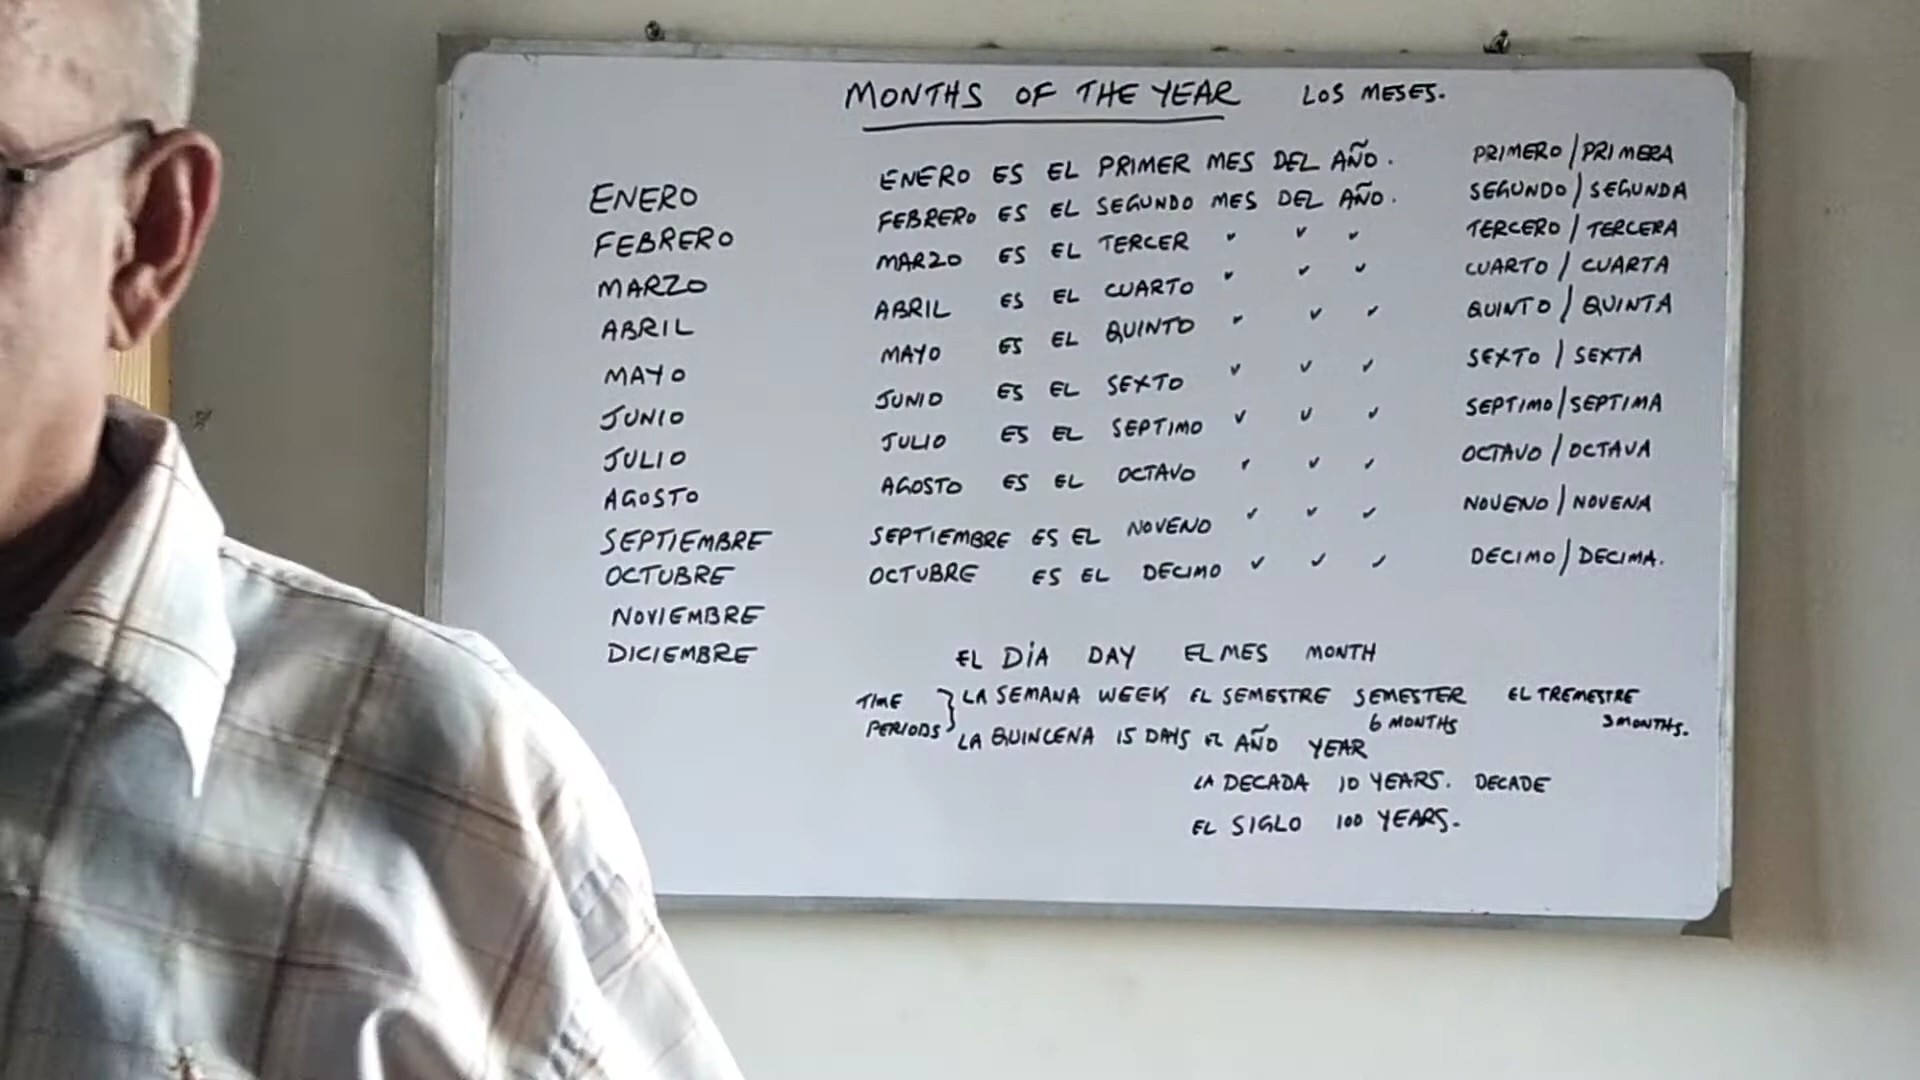 MONTHS OF THE YEAR LOS MESES.
ENERO
FEBRERO
MARZO
ABRIL
MAYO
JUNIO
JULIO
AGOSTO
SEPTIEMBRE
OCTUBRE
NOVIEMBRE
DICIEMBRE
ENERO ES EL PRIMER MES DEL AÑO.
FEBRERO ES EL SEGUNDO MES DEL AÑO.
MARZO ES EL TERCER ✓ ✓ ✓
ABRIL ES EL CUARTO ✓ ✓ ✓
MAYO ES EL QUINTO ✓ ✓ ✓
JUNIO ES EL SEXTO ✓ ✓ ✓
JULIO ES EL SEPTIMO ✓ ✓ ✓
AGOSTO ES EL OCTAVO ✓ ✓ ✓
SEPTIEMBRE ES EL NOVENO ✓ ✓ ✓
OCTUBRE ES EL DECIMO ✓ ✓ ✓
PRIMERO / PRIMERA
SEGUNDO / SEGUNDA
TERCERO / TERCERA
CUARTO / CUARTA
QUINTO / QUINTA
SEXTO / SEXTA
SEPTIMO / SEPTIMA
OCTAVO / OCTAVA
NOVENO / NOVENA
DECIMO / DECIMA.
EL DÍA DAY EL MES MONTH
TIME PERIODS } LA SEMANA WEEK EL SEMESTRE SEMESTER EL TREMESTRE
6 MONTHS 3 MONTHS.
LA QUINCENA 15 DAYS EL AÑO YEAR
LA DECADA 10 YEARS. DECADE
EL SIGLO 100 YEARS.